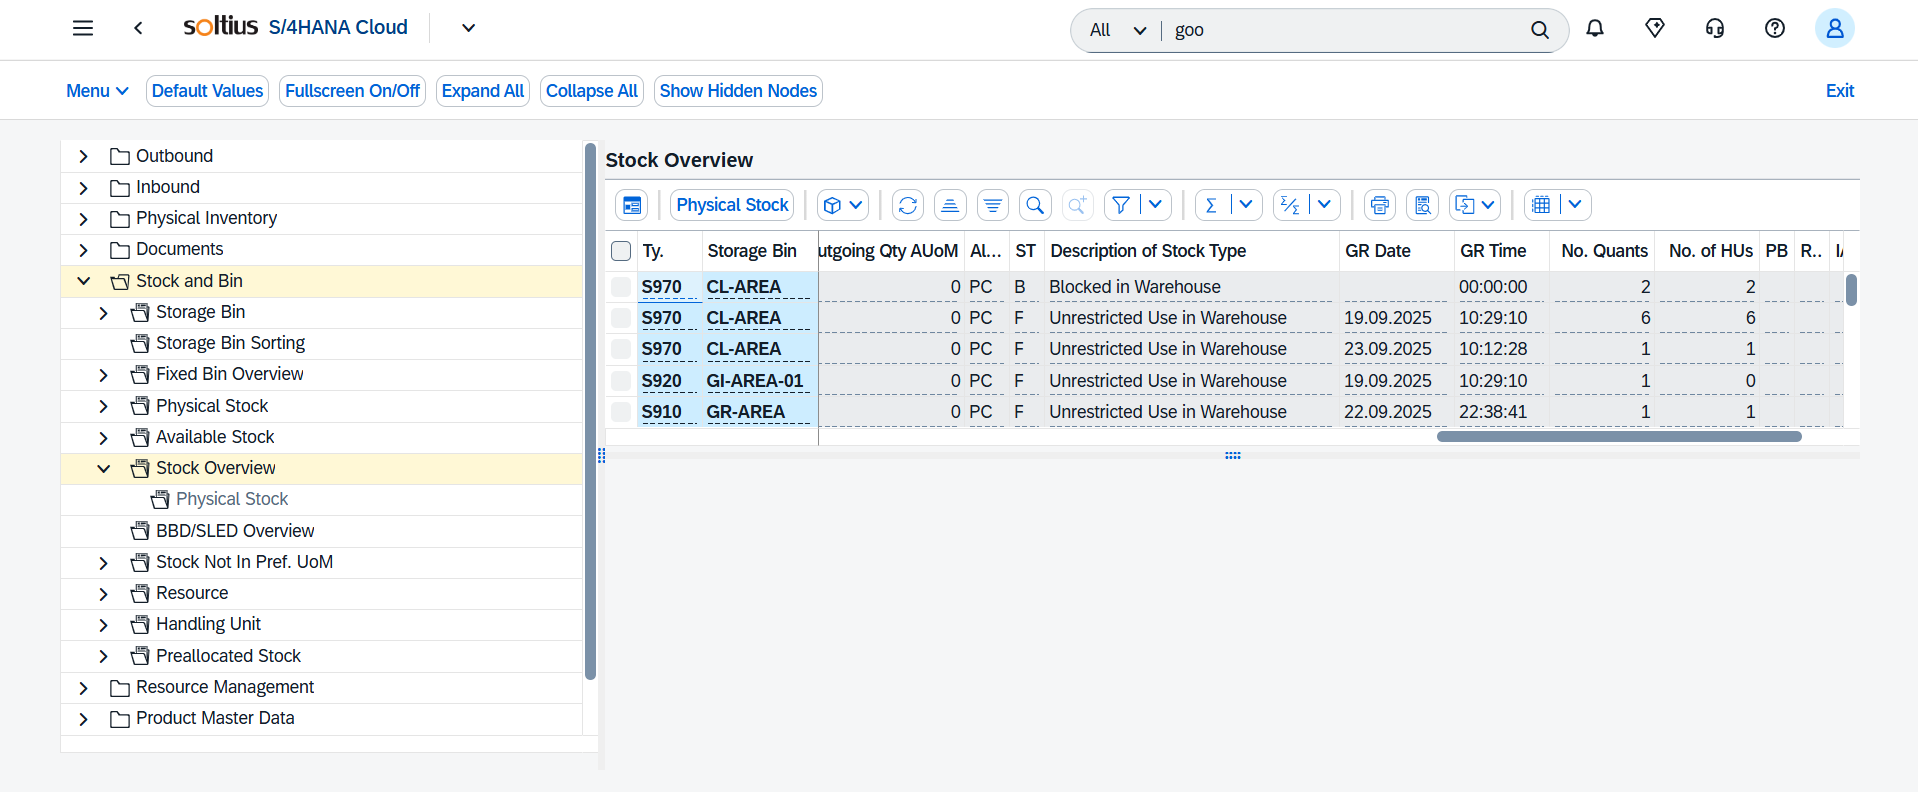 soltius S/4HANA Cloud All goo
Menu Default Values Fullscreen On/Off Expand All Collapse All Show Hidden Nodes Exit
Outbound
Inbound
Physical Inventory
Documents
Stock and Bin
Storage Bin
Storage Bin Sorting
Fixed Bin Overview
Physical Stock
Available Stock
Stock Overview
Physical Stock
BBD/SLED Overview
Stock Not In Pref. UoM
Resource
Handling Unit
Preallocated Stock
Resource Management
Product Master Data
Stock Overview
Physical Stock
Ty. Storage Bin utgoing Qty AUoM Al... ST Description of Stock Type GR Date GR Time No. Quants No. of HUs PB R..
S970 CL-AREA 0 PC B Blocked in Warehouse 00:00:00 2 2
S970 CL-AREA 0 PC F Unrestricted Use in Warehouse 19.09.2025 10:29:10 6 6
S970 CL-AREA 0 PC F Unrestricted Use in Warehouse 23.09.2025 10:12:28 1 1
S920 GI-AREA-01 0 PC F Unrestricted Use in Warehouse 19.09.2025 10:29:10 1 0
S910 GR-AREA 0 PC F Unrestricted Use in Warehouse 22.09.2025 22:38:41 1 1